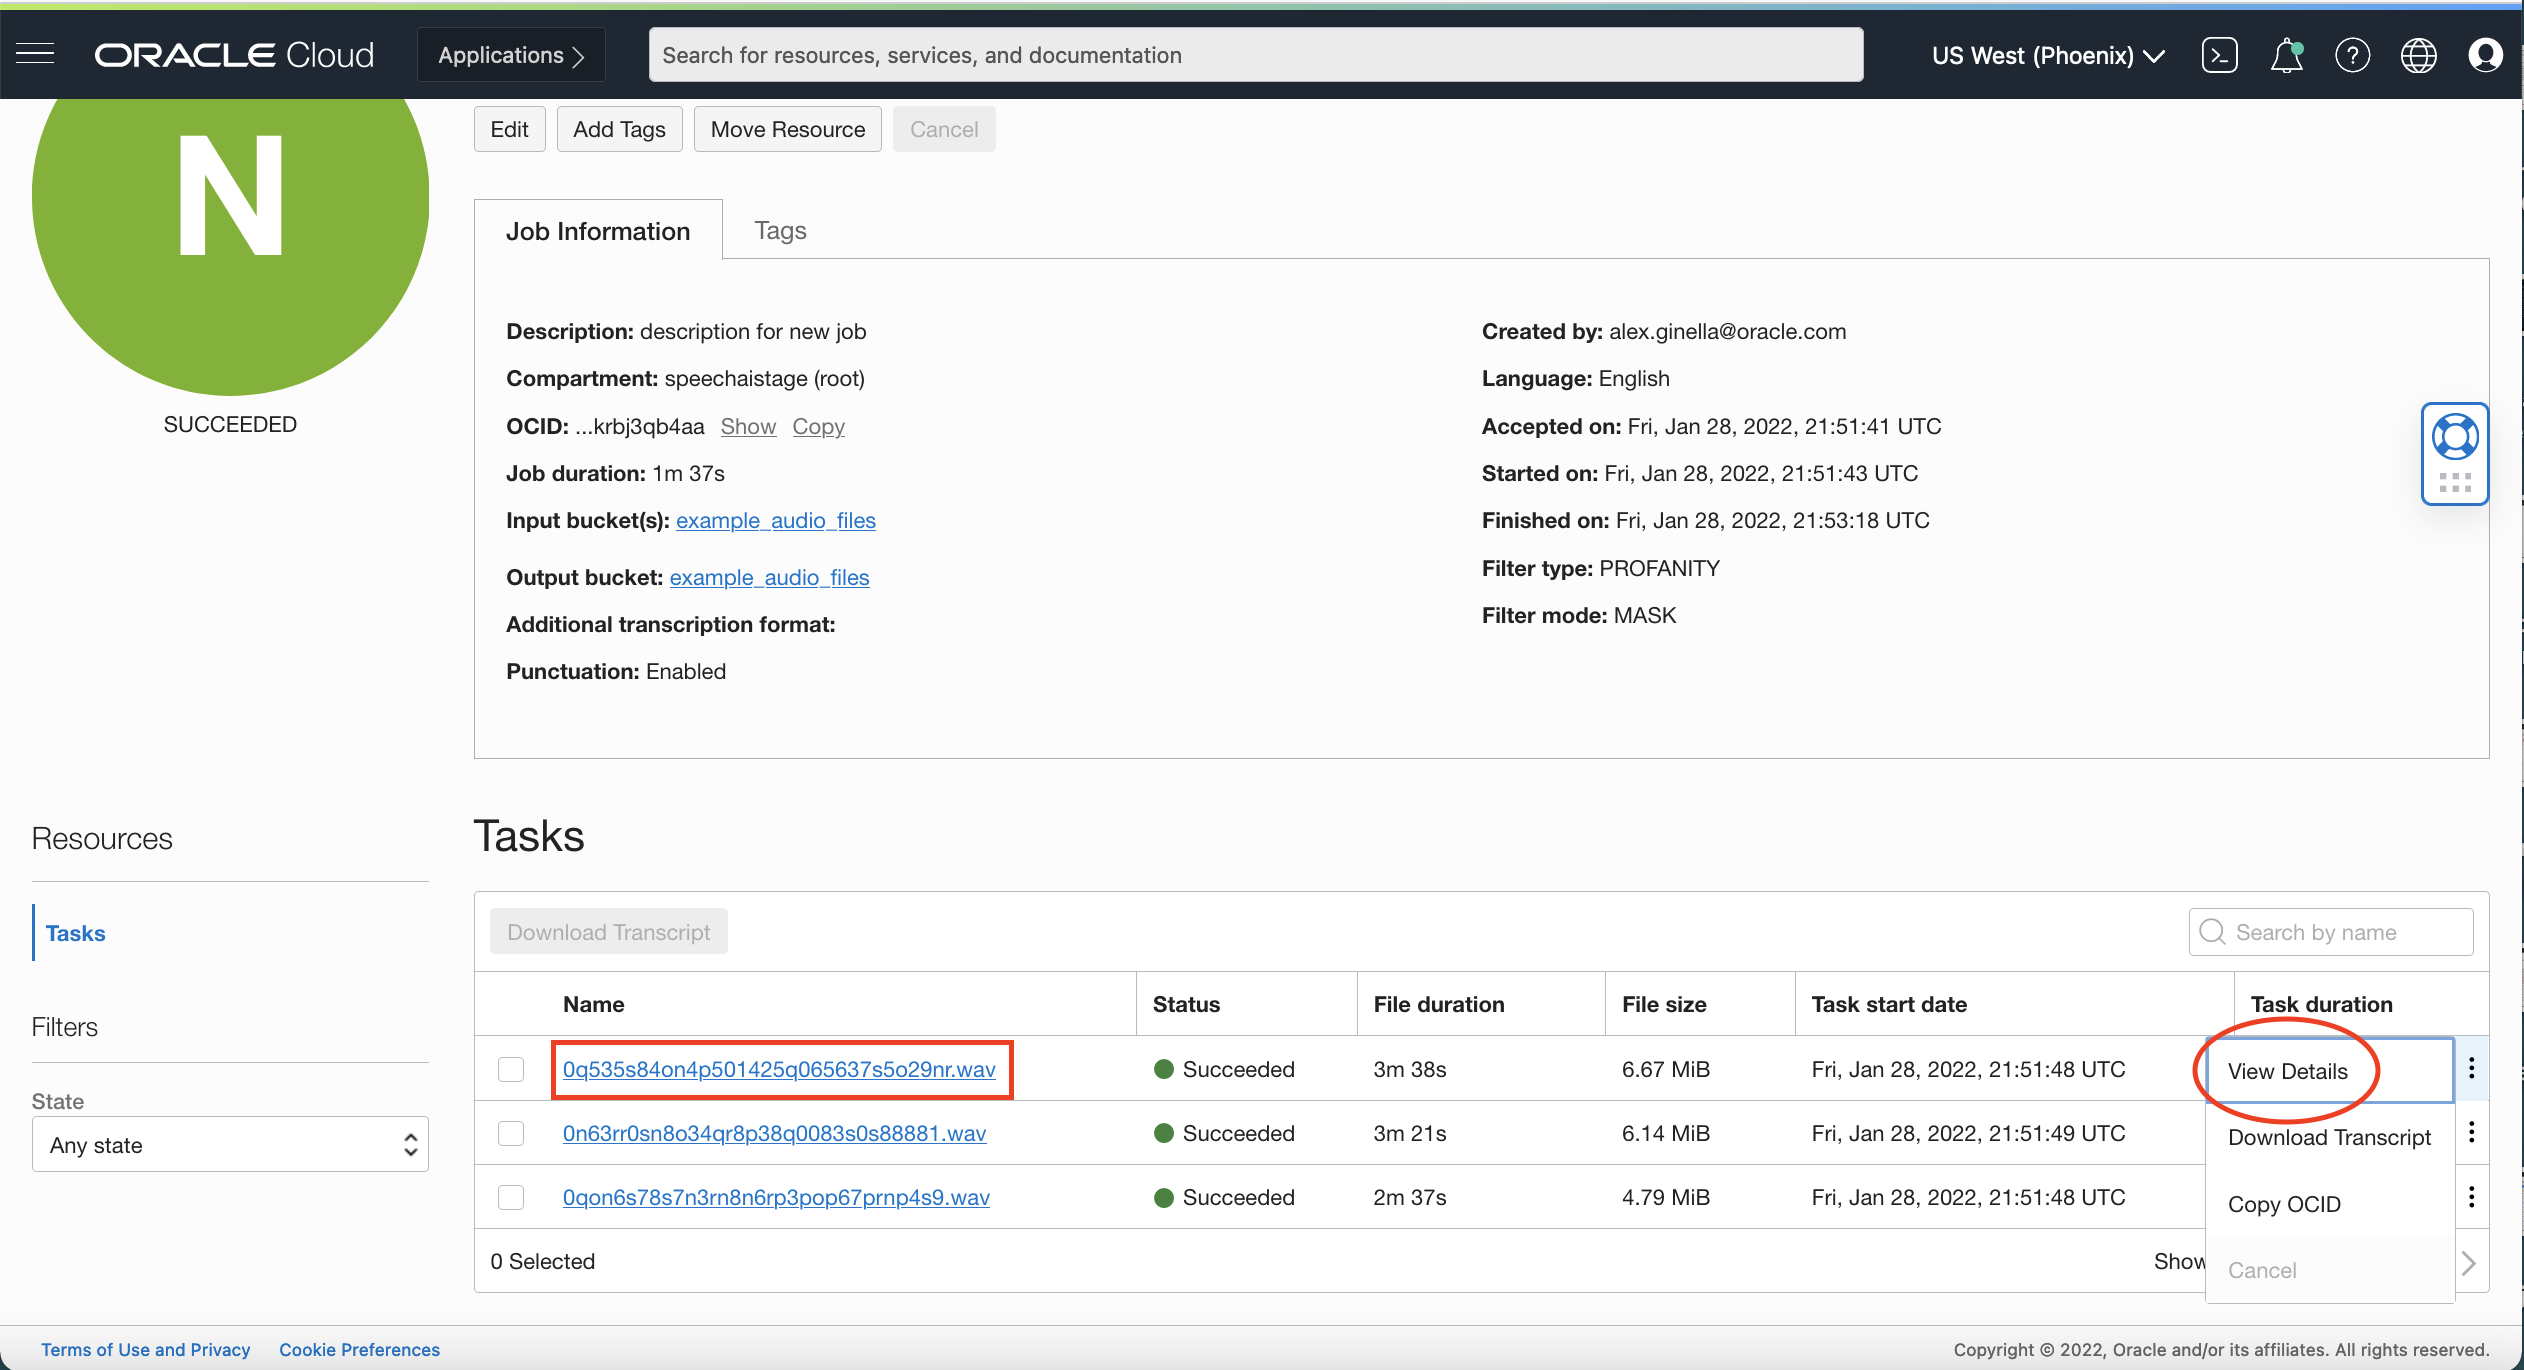 ORACLE Cloud
Applications
Search for resources, services, and documentation
US West (Phoenix)
N
SUCCEEDED
Edit
Add Tags
Move Resource
Cancel
Job Information
Tags
Description: description for new job
Compartment: speechaistage (root)
OCID: ...krbj3qb4aa Show Copy
Job duration: 1m 37s
Input bucket(s): example_audio_files
Output bucket: example_audio_files
Additional transcription format:
Punctuation: Enabled
Created by: alex.ginella@oracle.com
Language: English
Accepted on: Fri, Jan 28, 2022, 21:51:41 UTC
Started on: Fri, Jan 28, 2022, 21:51:43 UTC
Finished on: Fri, Jan 28, 2022, 21:53:18 UTC
Filter type: PROFANITY
Filter mode: MASK
Resources
Tasks
Filters
State
Any state
Tasks
Download Transcript
Search by name
Name Status File duration File size Task start date Task duration
0q535s84on4p501425q065637s5o29nr.wav Succeeded 3m 38s 6.67 MiB Fri, Jan 28, 2022, 21:51:48 UTC
0n63rr0sn8o34qr8p38q0083s0s88881.wav Succeeded 3m 21s 6.14 MiB Fri, Jan 28, 2022, 21:51:49 UTC
0qon6s78s7n3rn8n6rp3pop67prnp4s9.wav Succeeded 2m 37s 4.79 MiB Fri, Jan 28, 2022, 21:51:48 UTC
0 Selected
Show
View Details
Download Transcript
Copy OCID
Cancel
Terms of Use and Privacy
Cookie Preferences
Copyright © 2022, Oracle and/or its affiliates. All rights reserved.